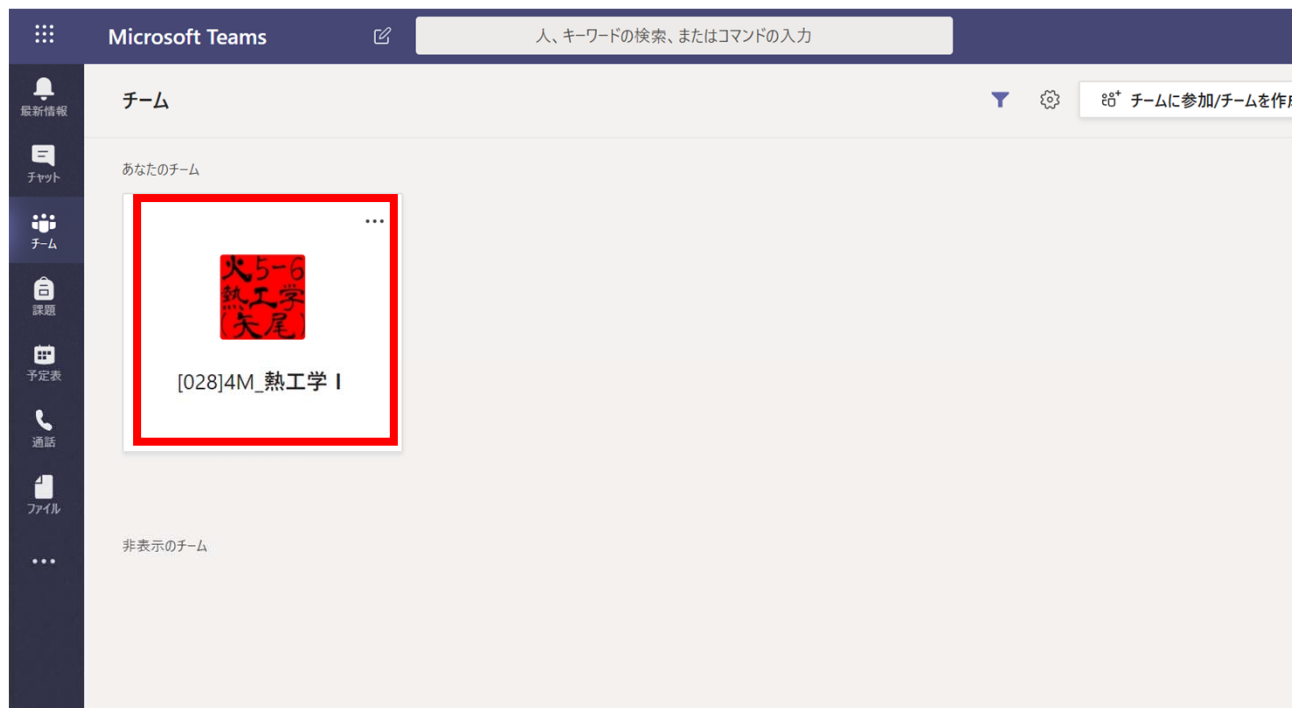 Microsoft Teams
人、キーワードの検索、またはコマンドの入力
最新情報
チャット
チーム
課題
予定表
通話
ファイル
チーム
チームに参加/チームを作
あなたのチーム
火5-6
熱工学
(矢尾)
[028]4M_熱工学Ⅰ
非表示のチーム